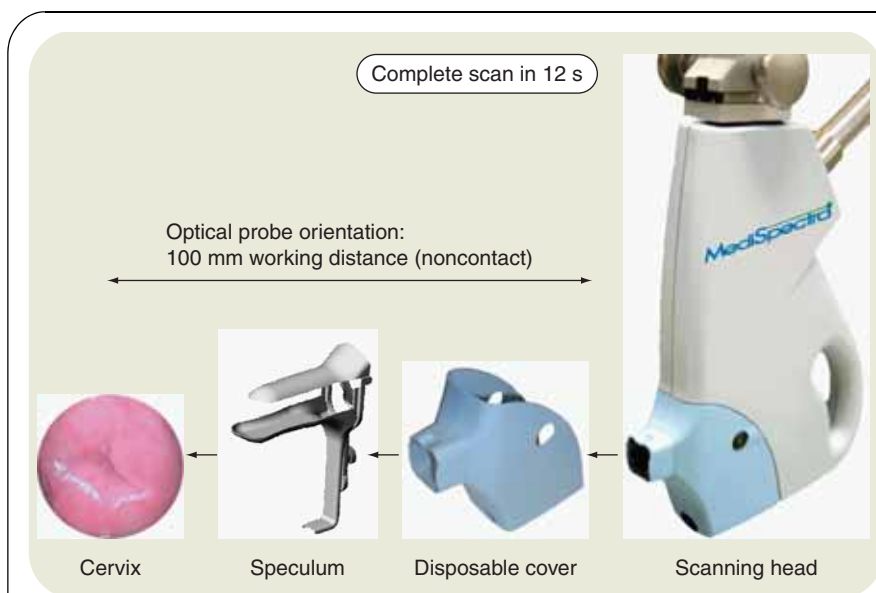 Complete scan in 12 s
Optical probe orientation:
100 mm working distance (noncontact)
MediSpectra
Cervix
Speculum
Disposable cover
Scanning head